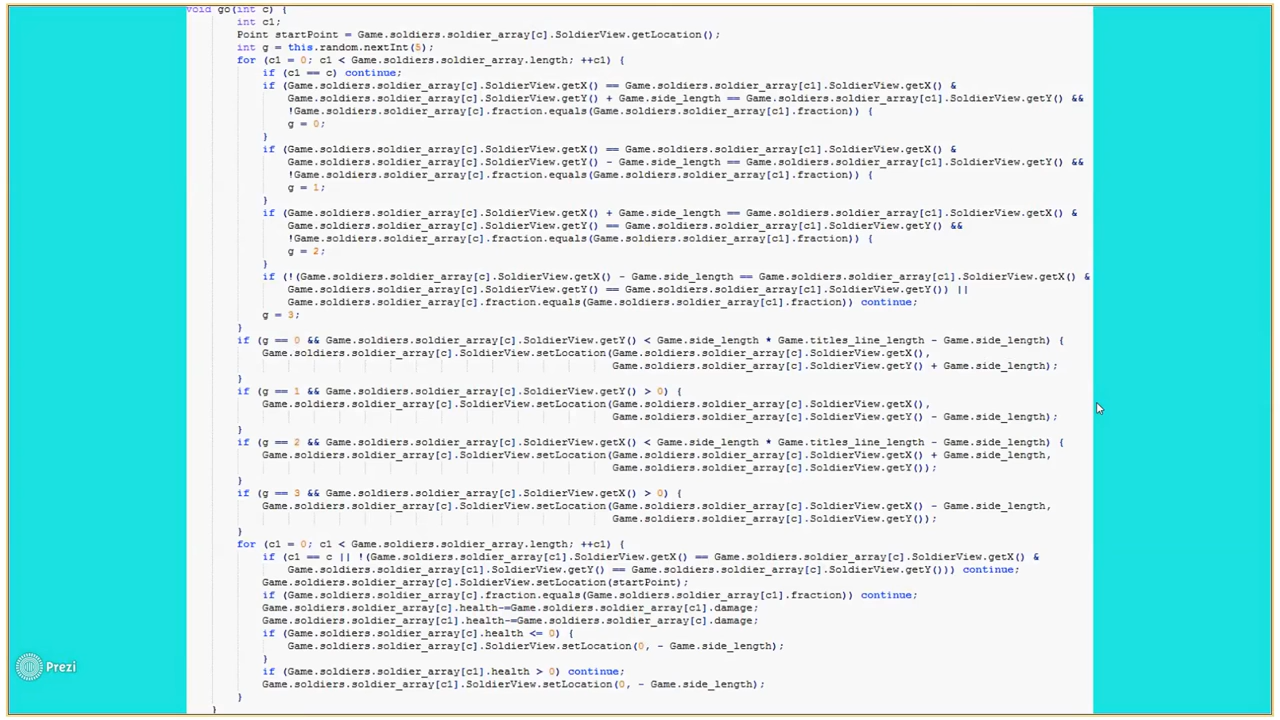 void go(int c) {
int c1;
Point startPoint = Game.soldiers.soldier_array[c].SoldierView.getLocation();
int g = this.random.nextInt(5);
for (c1 = 0; c1 < Game.soldiers.soldier_array.length; ++c1) {
if (c1 == c) continue;
if (Game.soldiers.soldier_array[c].SoldierView.getX() == Game.soldiers.soldier_array[c1].SoldierView.getX() &
Game.soldiers.soldier_array[c].SoldierView.getY() + Game.side_length == Game.soldiers.soldier_array[c1].SoldierView.getY() &&
!Game.soldiers.soldier_array[c].fraction.equals(Game.soldiers.soldier_array[c1].fraction)) {
g = 0;
}
if (Game.soldiers.soldier_array[c].SoldierView.getX() == Game.soldiers.soldier_array[c1].SoldierView.getX() &
Game.soldiers.soldier_array[c].SoldierView.getY() - Game.side_length == Game.soldiers.soldier_array[c1].SoldierView.getY() &&
!Game.soldiers.soldier_array[c].fraction.equals(Game.soldiers.soldier_array[c1].fraction)) {
g = 1;
}
if (Game.soldiers.soldier_array[c].SoldierView.getX() + Game.side_length == Game.soldiers.soldier_array[c1].SoldierView.getX() &
Game.soldiers.soldier_array[c].SoldierView.getY() == Game.soldiers.soldier_array[c1].SoldierView.getY() &&
!Game.soldiers.soldier_array[c].fraction.equals(Game.soldiers.soldier_array[c1].fraction)) {
g = 2;
}
if (!(Game.soldiers.soldier_array[c].SoldierView.getX() - Game.side_length == Game.soldiers.soldier_array[c1].SoldierView.getX() &
Game.soldiers.soldier_array[c].SoldierView.getY() == Game.soldiers.soldier_array[c1].SoldierView.getY()) ||
Game.soldiers.soldier_array[c].fraction.equals(Game.soldiers.soldier_array[c1].fraction)) continue;
g = 3;
}
if (g == 0 && Game.soldiers.soldier_array[c].SoldierView.getY() < Game.side_length * Game.titles_line_length - Game.side_length) {
Game.soldiers.soldier_array[c].SoldierView.setLocation(Game.soldiers.soldier_array[c].SoldierView.getX(),
Game.soldiers.soldier_array[c].SoldierView.getY() + Game.side_length);
}
if (g == 1 && Game.soldiers.soldier_array[c].SoldierView.getY() > 0) {
Game.soldiers.soldier_array[c].SoldierView.setLocation(Game.soldiers.soldier_array[c].SoldierView.getX(),
Game.soldiers.soldier_array[c].SoldierView.getY() - Game.side_length);
}
if (g == 2 && Game.soldiers.soldier_array[c].SoldierView.getX() < Game.side_length * Game.titles_line_length - Game.side_length) {
Game.soldiers.soldier_array[c].SoldierView.setLocation(Game.soldiers.soldier_array[c].SoldierView.getX() + Game.side_length,
Game.soldiers.soldier_array[c].SoldierView.getY());
}
if (g == 3 && Game.soldiers.soldier_array[c].SoldierView.getX() > 0) {
Game.soldiers.soldier_array[c].SoldierView.setLocation(Game.soldiers.soldier_array[c].SoldierView.getX() - Game.side_length,
Game.soldiers.soldier_array[c].SoldierView.getY());
}
for (c1 = 0; c1 < Game.soldiers.soldier_array.length; ++c1) {
if (c1 == c || !(Game.soldiers.soldier_array[c1].SoldierView.getX() == Game.soldiers.soldier_array[c].SoldierView.getX() &
Game.soldiers.soldier_array[c1].SoldierView.getY() == Game.soldiers.soldier_array[c].SoldierView.getY())) continue;
Game.soldiers.soldier_array[c].SoldierView.setLocation(startPoint);
if (Game.soldiers.soldier_array[c].fraction.equals(Game.soldiers.soldier_array[c1].fraction)) continue;
Game.soldiers.soldier_array[c].health-=Game.soldiers.soldier_array[c1].damage;
Game.soldiers.soldier_array[c1].health-=Game.soldiers.soldier_array[c].damage;
if (Game.soldiers.soldier_array[c].health <= 0) {
Game.soldiers.soldier_array[c].SoldierView.setLocation(0, - Game.side_length);
}
if (Game.soldiers.soldier_array[c1].health > 0) continue;
Game.soldiers.soldier_array[c1].SoldierView.setLocation(0, - Game.side_length);
}
}
Prezi